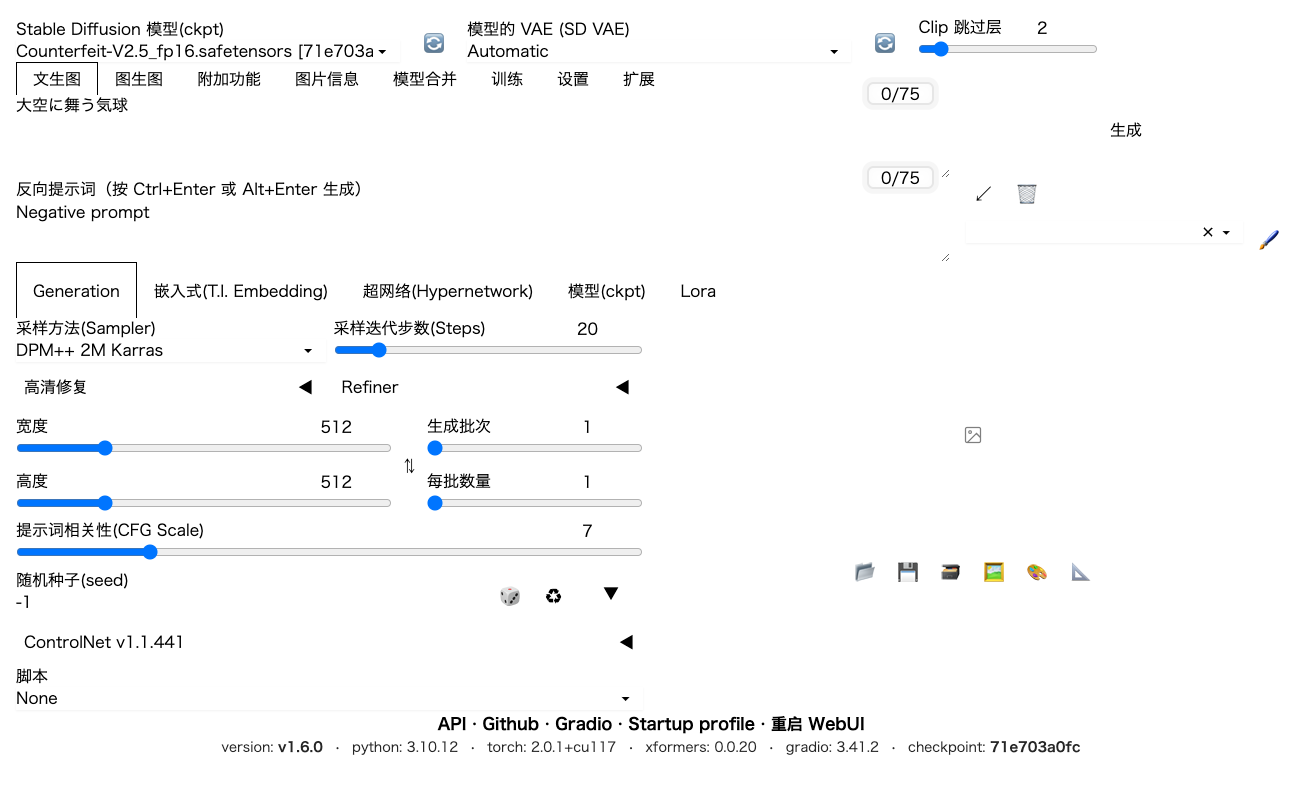 Stable Diffusion 模型(ckpt)
Counterfeit-V2.5_fp16.safetensors [71e703a
模型的 VAE (SD VAE)
Automatic
Clip 跳过层 2
文生图 图生图 附加功能 图片信息 模型合并 训练 设置 扩展
大空に舞う気球
0/75
生成
反向提示词（按 Ctrl+Enter 或 Alt+Enter 生成）
Negative prompt
0/75
Generation 嵌入式(T.I. Embedding) 超网络(Hypernetwork) 模型(ckpt) Lora
采样方法(Sampler)
DPM++ 2M Karras
采样迭代步数(Steps) 20
高清修复 Refiner
宽度 512
生成批次 1
高度 512
每批数量 1
提示词相关性(CFG Scale) 7
随机种子(seed)
-1
ControlNet v1.1.441
脚本
None
API · Github · Gradio · Startup profile · 重启 WebUI
version: v1.6.0 · python: 3.10.12 · torch: 2.0.1+cu117 · xformers: 0.0.20 · gradio: 3.41.2 · checkpoint: 71e703a0fc